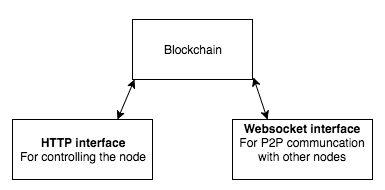 Blockchain
HTTP interface
For controlling the node
Websocket interface
For P2P communcation
with other nodes